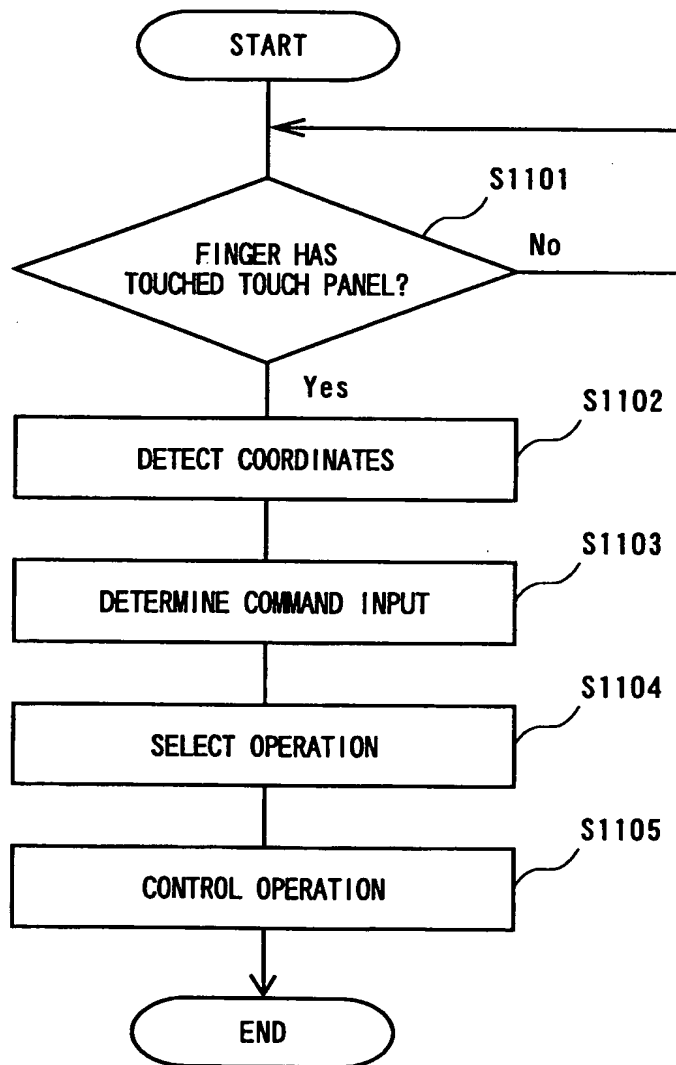 START
S1101
FINGER HAS
TOUCHED TOUCH PANEL?
No
Yes
S1102
DETECT COORDINATES
S1103
DETERMINE COMMAND INPUT
S1104
SELECT OPERATION
S1105
CONTROL OPERATION
END